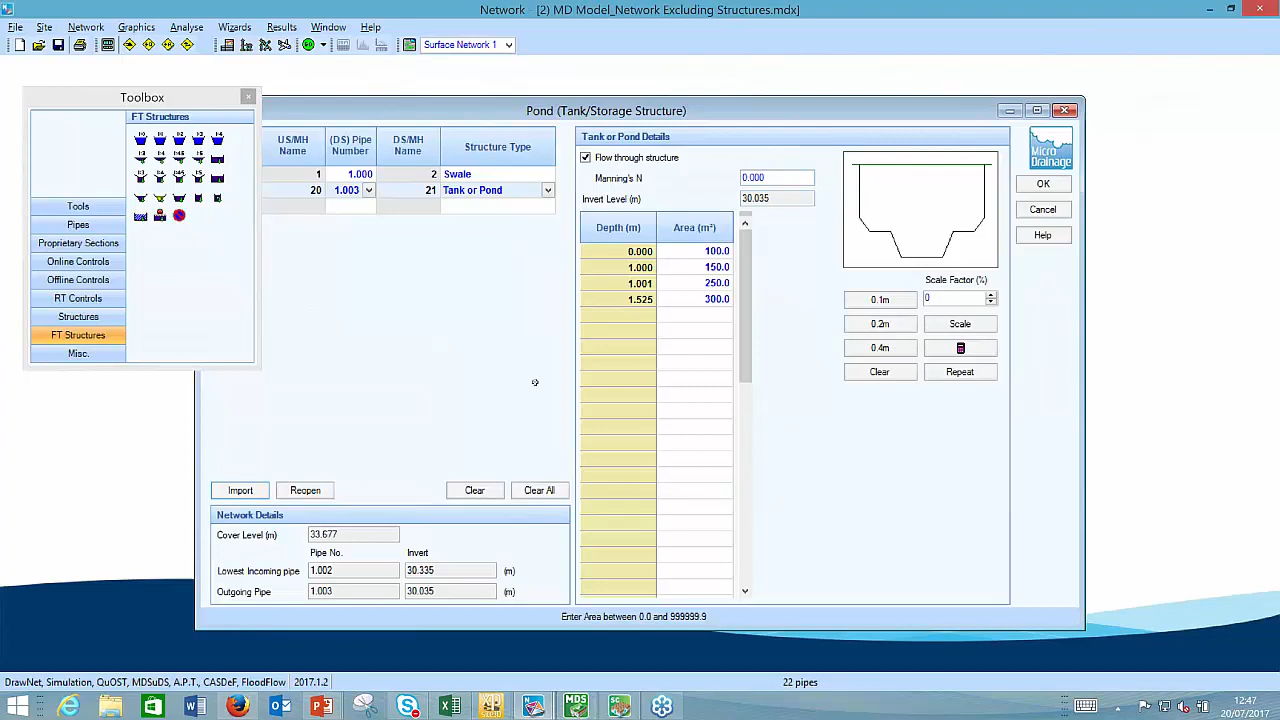 Network - [2) MD Model_Network Excluding Structures.mdx]
File Site Network Graphics Analyse Wizards Results Window Help
Surface Network 1
Toolbox
FT Structures
Tools
Pipes
Proprietary Sections
Online Controls
Offline Controls
RT Controls
Structures
FT Structures
Misc.
Pond (Tank/Storage Structure)
US/MH Name
(DS) Pipe Number
DS/MH Name
Structure Type
1 1.000 2 Swale
20 1.003 21 Tank or Pond
Import
Reopen
Clear
Clear All
Network Details
Cover Level (m) 33.677
Pipe No. Invert
Lowest Incoming pipe 1.002 30.335 (m)
Outgoing Pipe 1.003 30.035 (m)
Tank or Pond Details
Flow through structure
Manning's N 0.000
Invert Level (m) 30.035
Depth (m) Area (m²)
0.000 100.0
1.000 150.0
1.001 250.0
1.525 300.0
Scale Factor (%)
0.1m 0
0.2m Scale
0.4m
Clear Repeat
Micro Drainage
OK
Cancel
Help
Enter Area between 0.0 and 999999.9
DrawNet, Simulation, QuOST, MDSuDS, A.P.T., CASDeF, FloodFlow 2017.1.2 22 pipes
12:47
20/07/2017